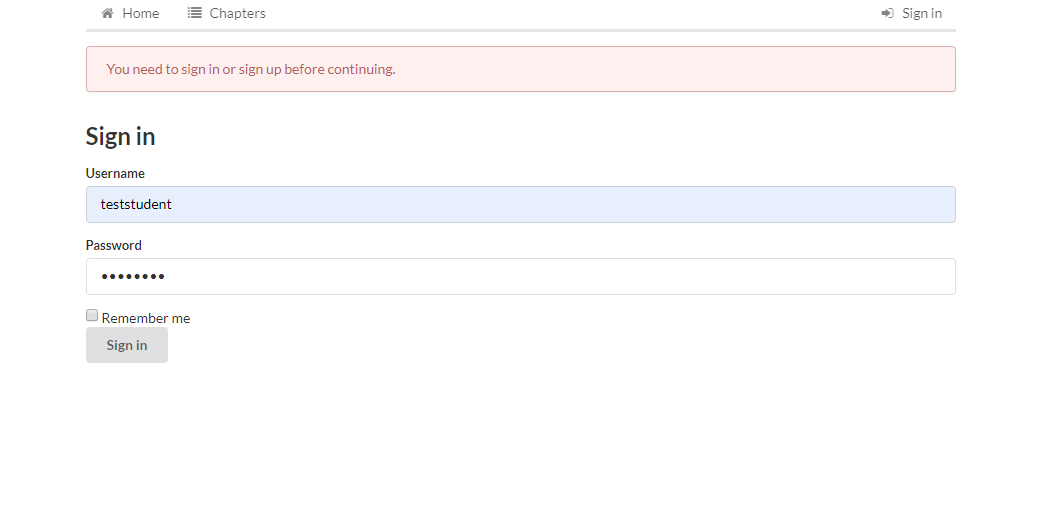 Home Chapters Sign in
You need to sign in or sign up before continuing.
Sign in
Username
teststudent
Password
••••••••
Remember me
Sign in